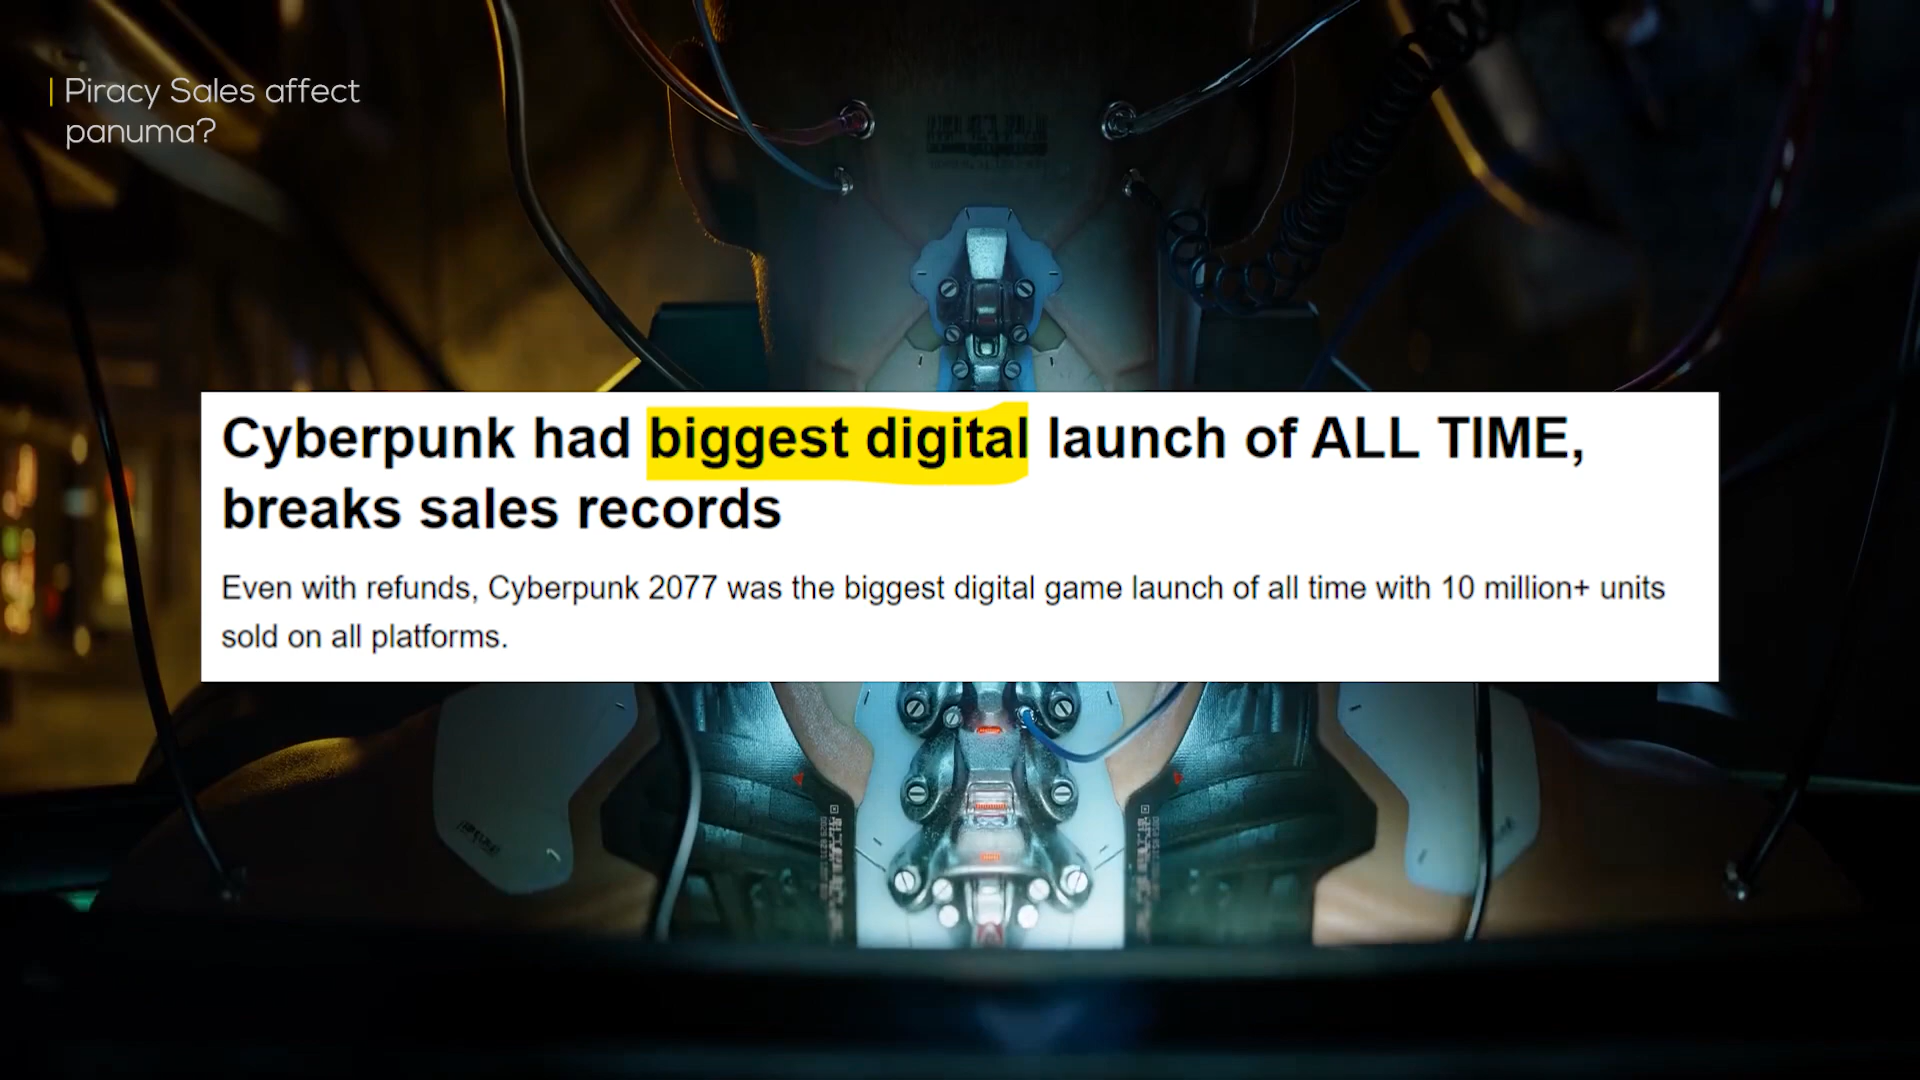 Piracy Sales affect
panuma?
Cyberpunk had biggest digital launch of ALL TIME,
breaks sales records
Even with refunds, Cyberpunk 2077 was the biggest digital game launch of all time with 10 million+ units
sold on all platforms.